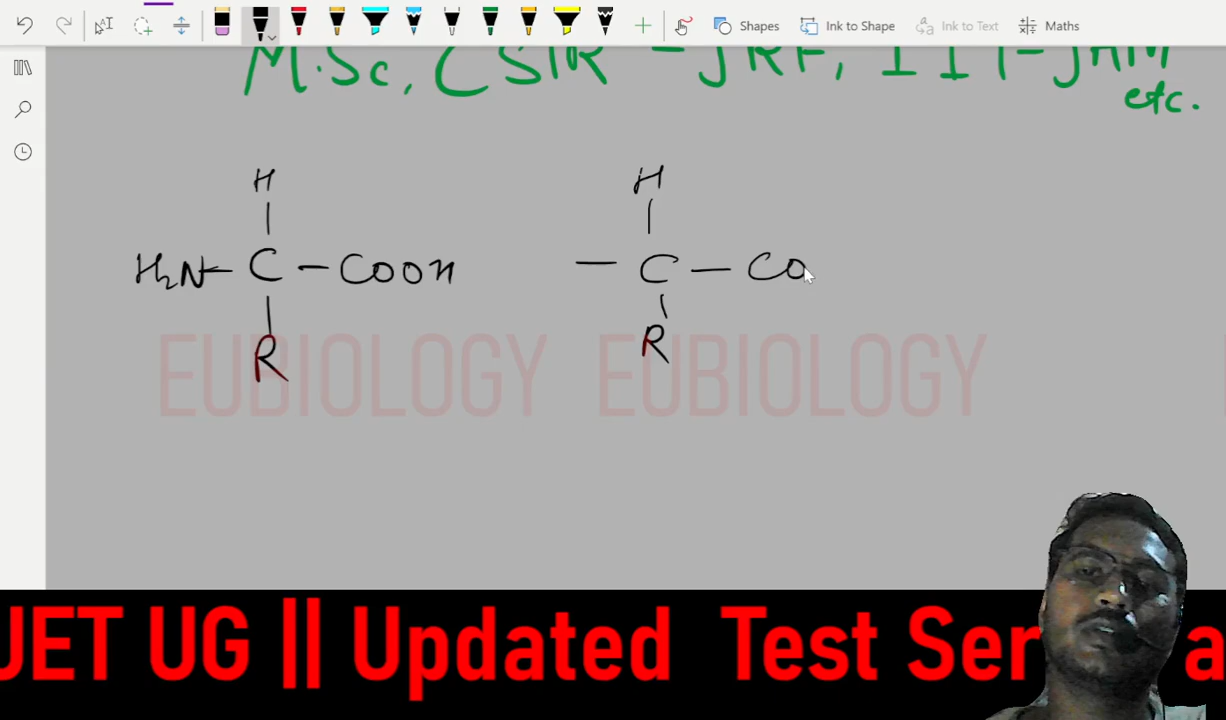 Shapes Ink to Shape Ink to Text Maths
M.Sc, CSIR - JRF, IIT-JAM
etc.
H H
H₂N - C - COOH - C - CO
R R
EUBIOLOGY EUBIOLOGY
JET UG || Updated Test Ser a